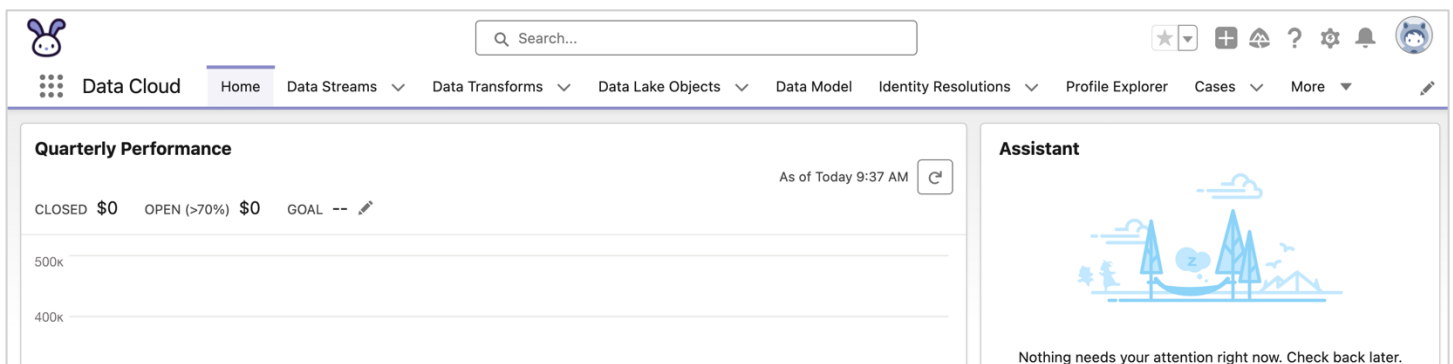 Search...
Data Cloud Home Data Streams Data Transforms Data Lake Objects Data Model Identity Resolutions Profile Explorer Cases More
Quarterly Performance
As of Today 9:37 AM
CLOSED $0 OPEN (>70%) $0 GOAL --
500K
400K
Assistant
z
Nothing needs your attention right now. Check back later.